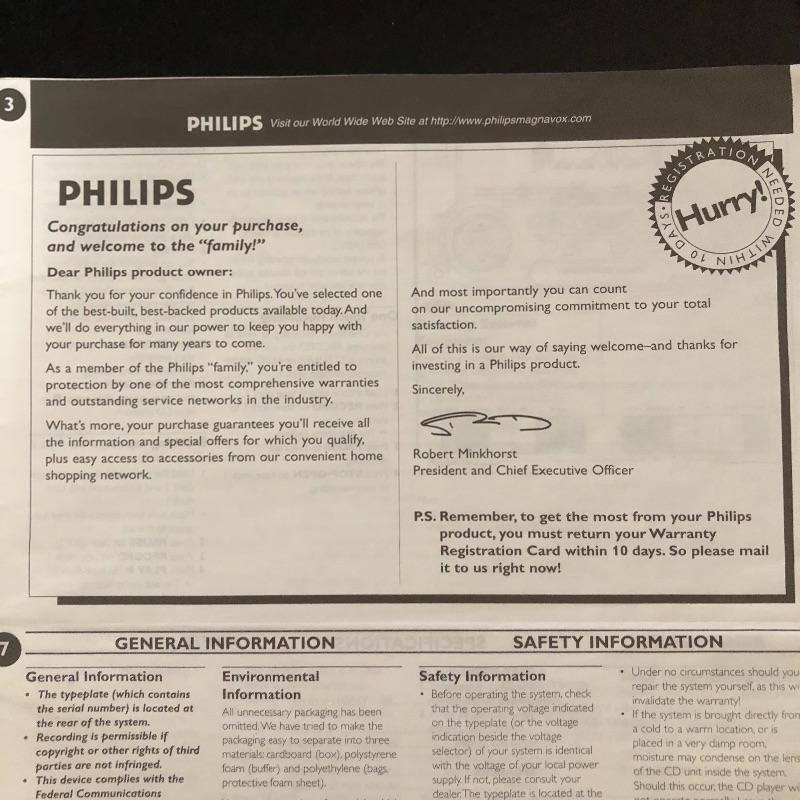 3
PHILIPS Visit our World Wide Web Site at http://www.philipsmagnavox.com
PHILIPS
Congratulations on your purchase,
and welcome to the “family!”
Dear Philips product owner:
Thank you for your confidence in Philips. You've selected one
of the best-built, best-backed products available today. And
we'll do everything in our power to keep you happy with
your purchase for many years to come.
As a member of the Philips “family,” you're entitled to
protection by one of the most comprehensive warranties
and outstanding service networks in the industry.
What's more, your purchase guarantees you'll receive all
the information and special offers for which you qualify,
plus easy access to accessories from our convenient home
shopping network.
REGISTRATION NEEDED WITHIN 10 DAYS
Hurry!
And most importantly you can count
on our uncompromising commitment to your total
satisfaction.
All of this is our way of saying welcome–and thanks for
investing in a Philips product.
Sincerely,
Robert Minkhorst
President and Chief Executive Officer
P.S. Remember, to get the most from your Philips
product, you must return your Warranty
Registration Card within 10 days. So please mail
it to us right now!
7
GENERAL INFORMATION
General Information
• The typeplate (which contains
the serial number) is located at
the rear of the system.
• Recording is permissible if
copyright or other rights of third
parties are not infringed.
• This device complies with the
Federal Communications
Environmental
Information
All unnecessary packaging has been
omitted. We have tried to make the
packaging easy to separate into three
materials: cardboard (box), polystyrene
foam (buffer) and polyethylene (bags,
protective foam sheet).
SAFETY INFORMATION
Safety Information
• Before operating the system, check
that the operating voltage indicated
on the typeplate (or the voltage
indication beside the voltage
selector) of your system is identical
with the voltage of your local power
supply. If not, please consult your
dealer. The typeplate is located at the
• Under no circumstances should you
repair the system yourself, as this
invalidate the warranty!
• If the system is brought directly from
a cold to a warm location, or is
placed in a very damp room,
moisture may condense on the lens
of the CD unit inside the system.
Should this occur, the CD player